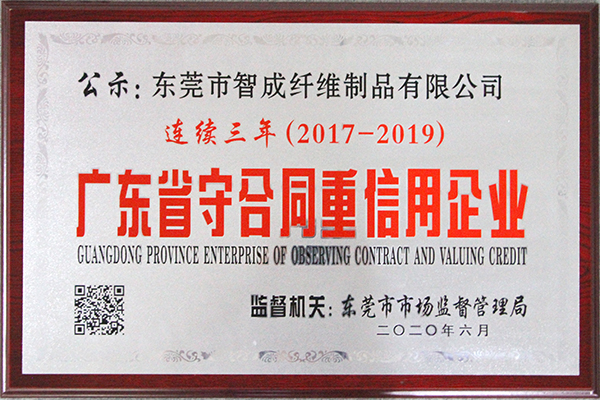 公示：东莞市智成纤维制品有限公司
连续三年(2017-2019)
广东省守合同重信用企业
GUANGDONG PROVINCE ENTERPRISE OF OBSERVING CONTRACT AND VALUING CREDIT
监督机关：东莞市市场监督管理局
二〇二〇年六月